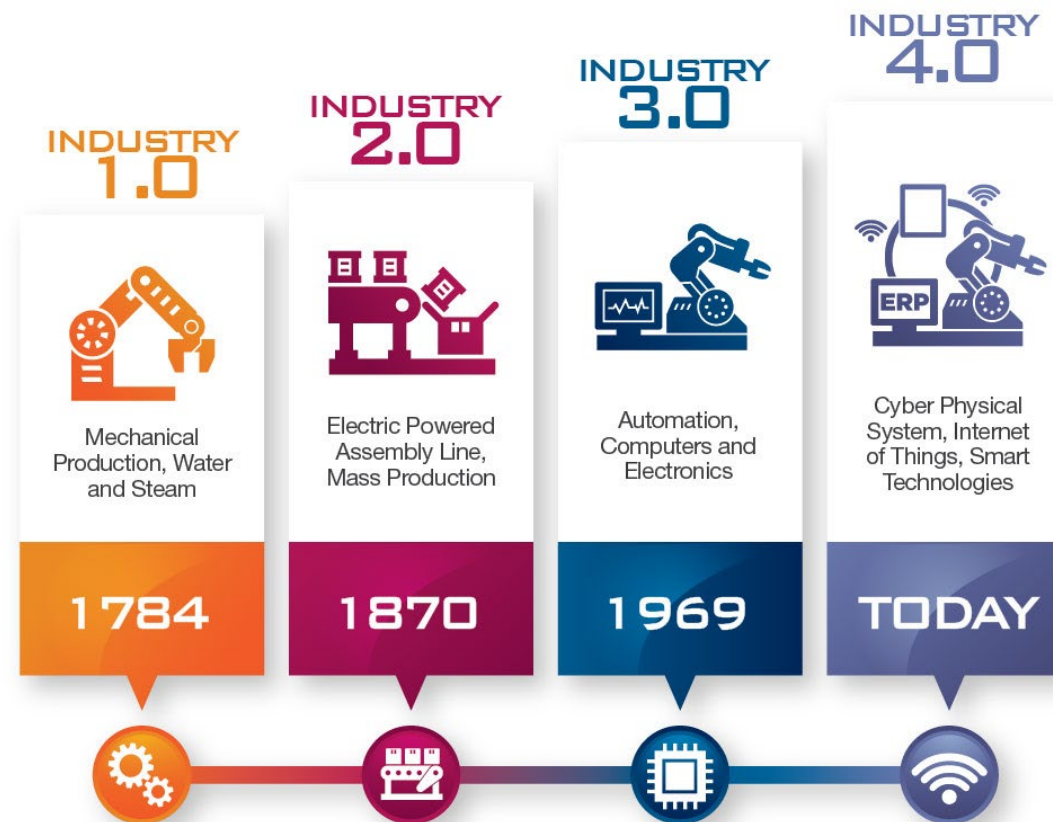 INDUSTRY
1.0
Mechanical
Production, Water
and Steam
1784
INDUSTRY
2.0
Electric Powered
Assembly Line,
Mass Production
1870
INDUSTRY
3.0
Automation,
Computers and
Electronics
1969
INDUSTRY
4.0
ERP
Cyber Physical
System, Internet
of Things, Smart
Technologies
TODAY